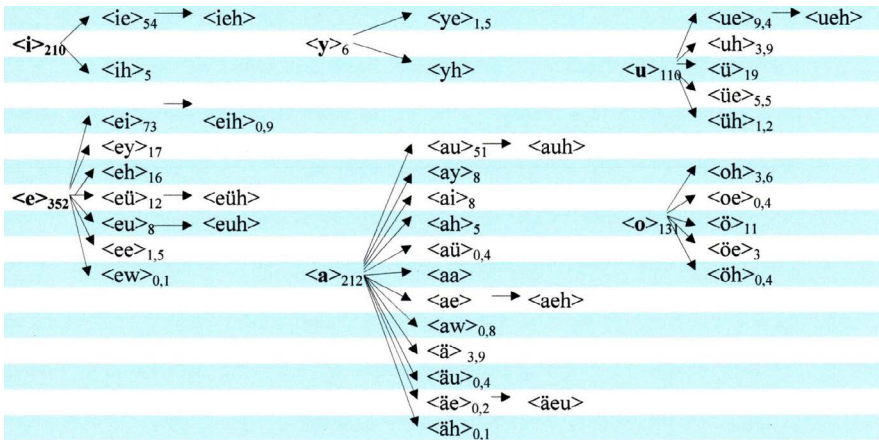 <ie>54 → <ieh> <ye>1,5 <ue>9,4 → <ueh>
<i>210 <y>6 <uh>3,9
<ih>5 <yh> <u>110 <ü>19
<üe>5,5
<ei>73 → <eih>0,9 <üh>1,2
<ey>17 <au>51 → <auh>
<eh>16 <ay>8 <oh>3,6
<e>352 <eü>12 → <eüh> <ai>8 <oe>0,4
<eu>8 → <euh> <ah>5 <o>131 <ö>11
<ee>1,5 <aü>0,4 <öe>3
<ew>0,1 <a>212 <aa> <öh>0,4
<ae> → <aeh>
<aw>0,8
<ä> 3,9
<äu>0,4
<äe>0,2 → <äeu>
<äh>0,1